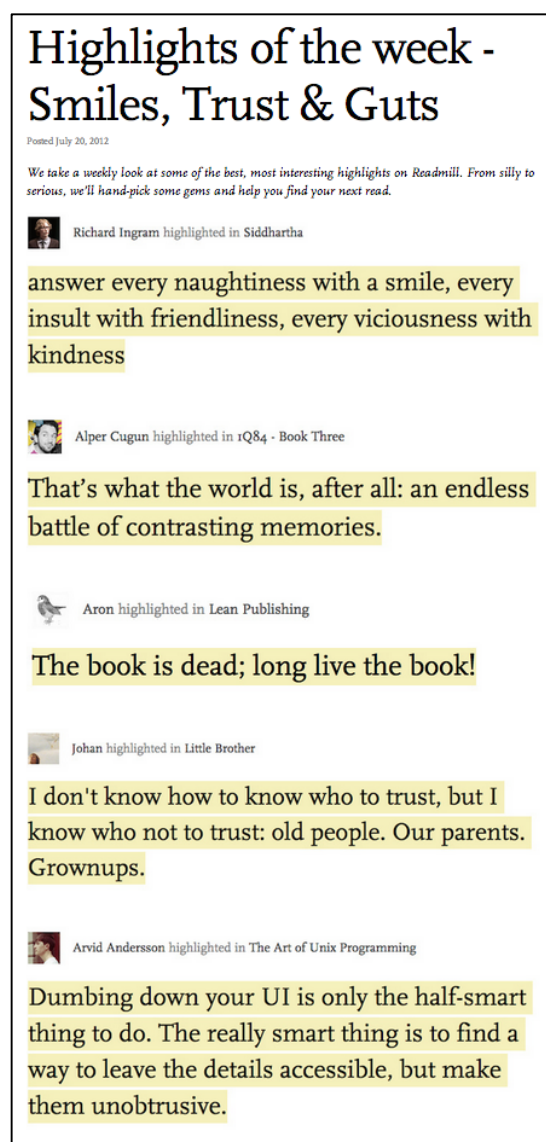 Highlights of the week -
Smiles, Trust & Guts
Posted July 20, 2012
We take a weekly look at some of the best, most interesting highlights on Readmill. From silly to
serious, we'll hand-pick some gems and help you find your next read.
Richard Ingram highlighted in Siddhartha
answer every naughtiness with a smile, every
insult with friendliness, every viciousness with
kindness
Alper Cugun highlighted in 1Q84 - Book Three
That’s what the world is, after all: an endless
battle of contrasting memories.
Aron highlighted in Lean Publishing
The book is dead; long live the book!
Johan highlighted in Little Brother
I don't know how to know who to trust, but I
know who not to trust: old people. Our parents.
Grownups.
Arvid Andersson highlighted in The Art of Unix Programming
Dumbing down your UI is only the half-smart
thing to do. The really smart thing is to find a
way to leave the details accessible, but make
them unobtrusive.